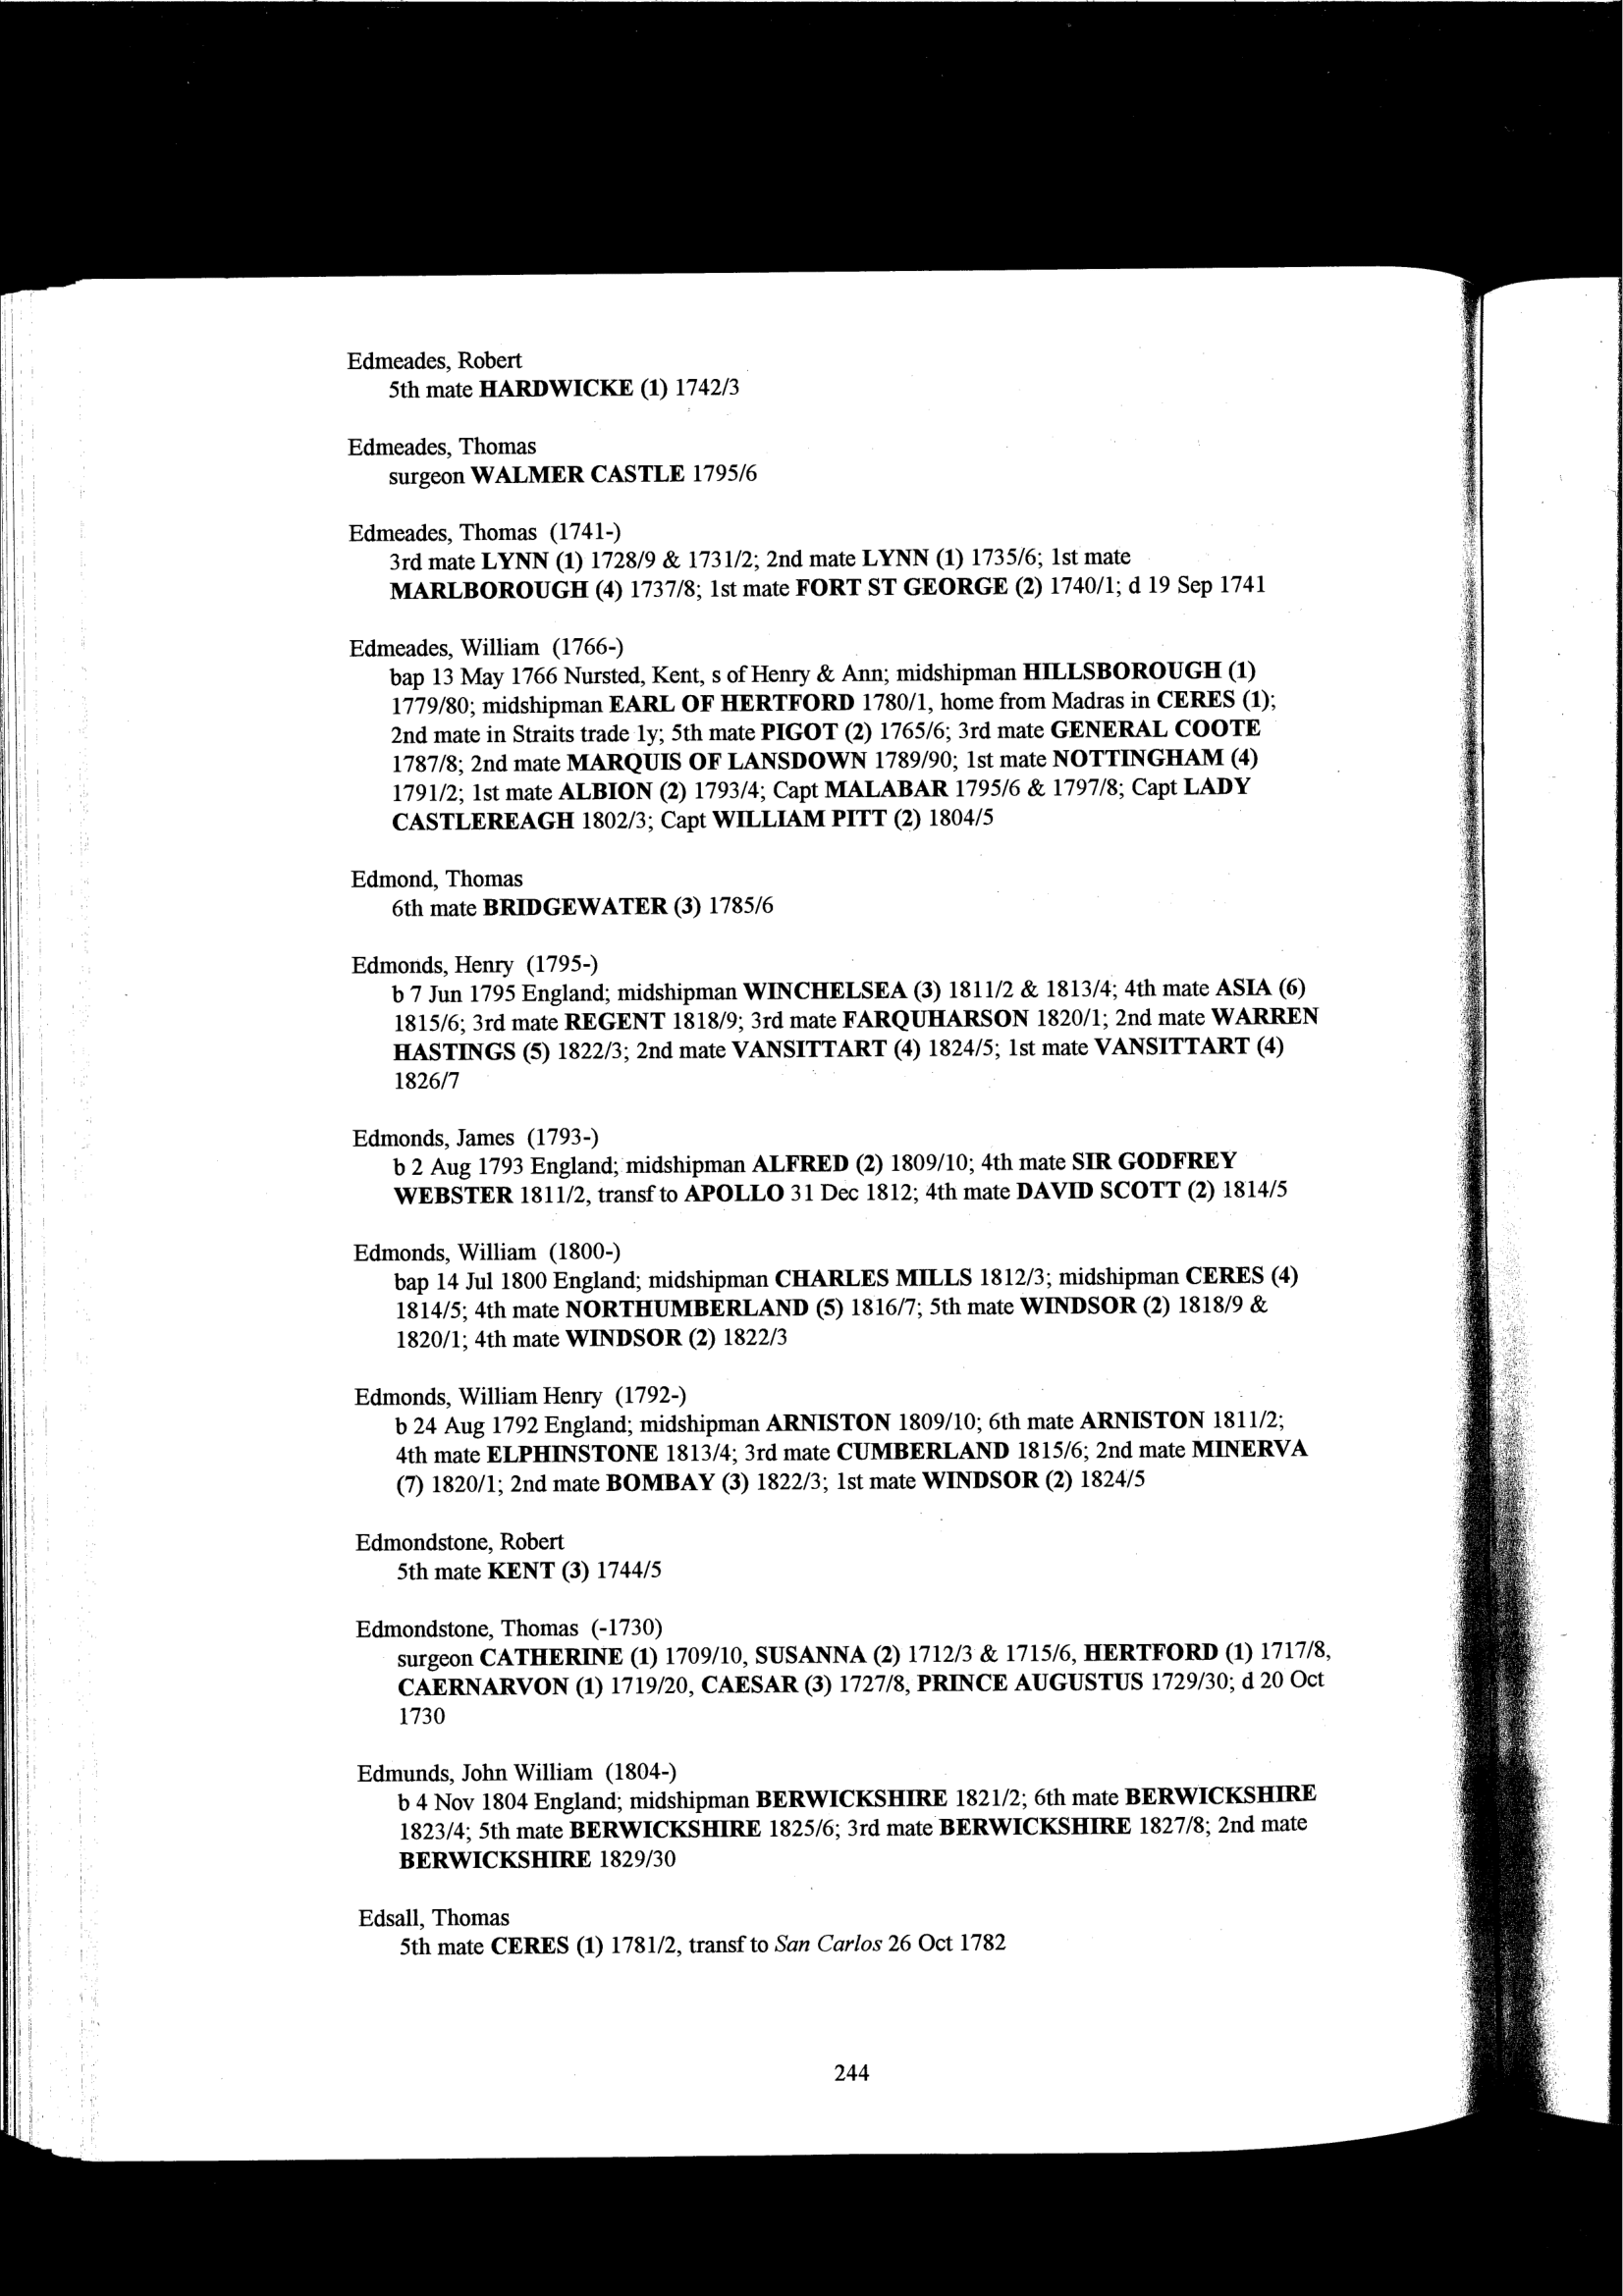 Edmeades, Robert
5th mate HARDWICKE (1) 1742/3
Edmeades, Thomas
surgeon WALMER CASTLE 1795/6
Edmeades, Thomas (1741-)
3rd mate LYNN (1) 1728/9 & 1731/2; 2nd mate LYNN (1) 1735/6; 1st mate
MARLBOROUGH (4) 1737/8; 1st mate FORT ST GEORGE (2) 1740/1; d 19 Sep 1741
Edmeades, William (1766-)
bap 13 May 1766 Nursted, Kent, s of Henry & Ann; midshipman HILLSBOROUGH (1)
1779/80; midshipman EARL OF HERTFORD 1780/1, home from Madras in CERES (1);
2nd mate in Straits trade 1y; 5th mate PIGOT (2) 1765/6; 3rd mate GENERAL COOTE
1787/8; 2nd mate MARQUIS OF LANSDOWN 1789/90; 1st mate NOTTINGHAM (4)
1791/2; 1st mate ALBION (2) 1793/4; Capt MALABAR 1795/6 & 1797/8; Capt LADY
CASTLEREAGH 1802/3; Capt WILLIAM PITT (2) 1804/5
Edmond, Thomas
6th mate BRIDGEWATER (3) 1785/6
Edmonds, Henry (1795-)
b 7 Jun 1795 England; midshipman WINCHELSEA (3) 1811/2 & 1813/4; 4th mate ASIA (6)
1815/6; 3rd mate REGENT 1818/9; 3rd mate FARQUHARSON 1820/1; 2nd mate WARREN
HASTINGS (5) 1822/3; 2nd mate VANSITTART (4) 1824/5; 1st mate VANSITTART (4)
1826/7
Edmonds, James (1793-)
b 2 Aug 1793 England; midshipman ALFRED (2) 1809/10; 4th mate SIR GODFREY
WEBSTER 1811/2, transf to APOLLO 31 Dec 1812; 4th mate DAVID SCOTT (2) 1814/5
Edmonds, William (1800-)
bap 14 Jul 1800 England; midshipman CHARLES MILLS 1812/3; midshipman CERES (4)
1814/5; 4th mate NORTHUMBERLAND (5) 1816/7; 5th mate WINDSOR (2) 1818/9 &
1820/1; 4th mate WINDSOR (2) 1822/3
Edmonds, William Henry (1792-)
b 24 Aug 1792 England; midshipman ARNISTON 1809/10; 6th mate ARNISTON 1811/2;
4th mate ELPHINSTONE 1813/4; 3rd mate CUMBERLAND 1815/6; 2nd mate MINERVA
(7) 1820/1; 2nd mate BOMBAY (3) 1822/3; 1st mate WINDSOR (2) 1824/5
Edmondstone, Robert
5th mate KENT (3) 1744/5
Edmondstone, Thomas (-1730)
surgeon CATHERINE (1) 1709/10, SUSANNA (2) 1712/3 & 1715/6, HERTFORD (1) 1717/8,
CAERNARVON (1) 1719/20, CAESAR (3) 1727/8, PRINCE AUGUSTUS 1729/30; d 20 Oct
1730
Edmunds, John William (1804-)
b 4 Nov 1804 England; midshipman BERWICKSHIRE 1821/2; 6th mate BERWICKSHIRE
1823/4; 5th mate BERWICKSHIRE 1825/6; 3rd mate BERWICKSHIRE 1827/8; 2nd mate
BERWICKSHIRE 1829/30
Edsall, Thomas
5th mate CERES (1) 1781/2, transf to San Carlos 26 Oct 1782
244